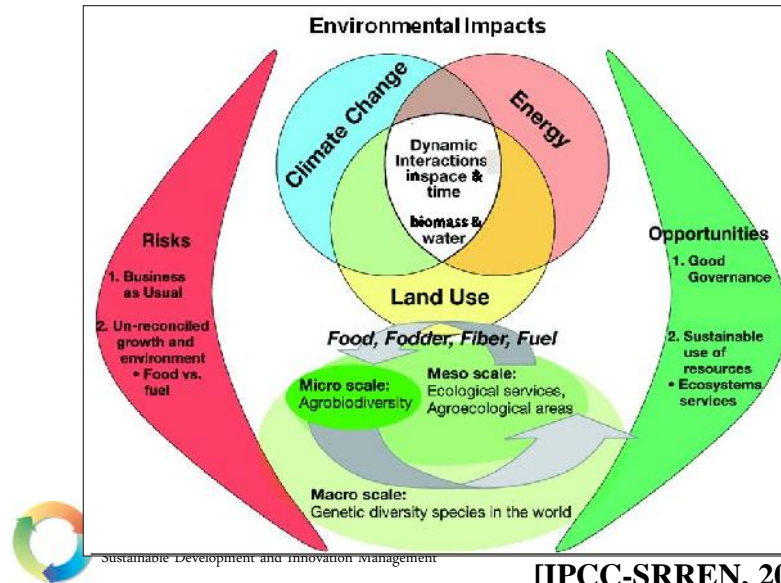 Environmental Impacts
Climate Change
Energy
Dynamic
Interactions
inspace &
time
biomass &
water
Land Use
Risks
1. Business
as Usual
2. Un-reconciled
growth and
environment
• Food vs.
fuel
Opportunities
1. Good
Governance
2. Sustainable
use of
resources
• Ecosystems
services
Food, Fodder, Fiber, Fuel
Micro scale:
Agrobiodiversity
Meso scale:
Ecological services,
Agroecological areas
Macro scale:
Genetic diversity species in the world
Sustainable Development and Innovation Management
[IPCC-SRREN, 20